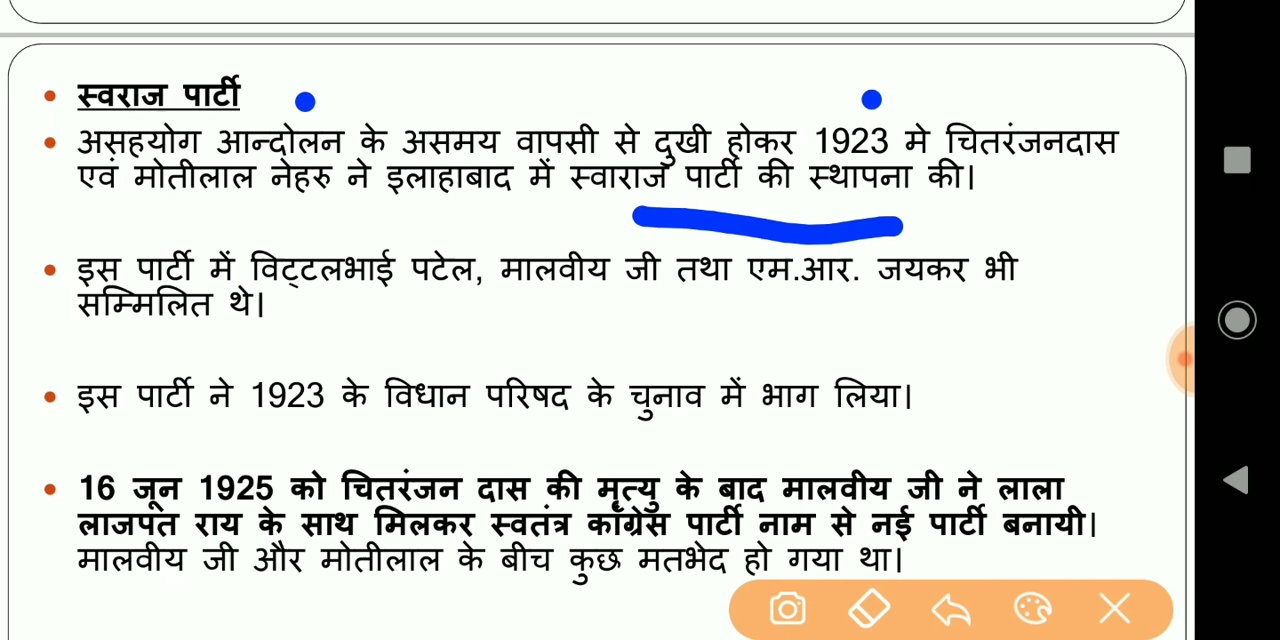 स्वराज पार्टी
असहयोग आन्दोलन के असमय वापसी से दुखी होकर 1923 मे चितरंजनदास
एवं मोतीलाल नेहरु ने इलाहाबाद में स्वाराज पार्टी की स्थापना की।
इस पार्टी में विट्टलभाई पटेल, मालवीय जी तथा एम.आर. जयकर भी
सम्मिलित थे।
इस पार्टी ने 1923 के विधान परिषद के चुनाव में भाग लिया।
16 जून 1925 को चितरंजन दास की मृत्यु के बाद मालवीय जी ने लाला
लाजपत राय के साथ मिलकर स्वतंत्र काँग्रेस पार्टी नाम से नई पार्टी बनायी।
मालवीय जी और मोतीलाल के बीच कुछ मतभेद हो गया था।